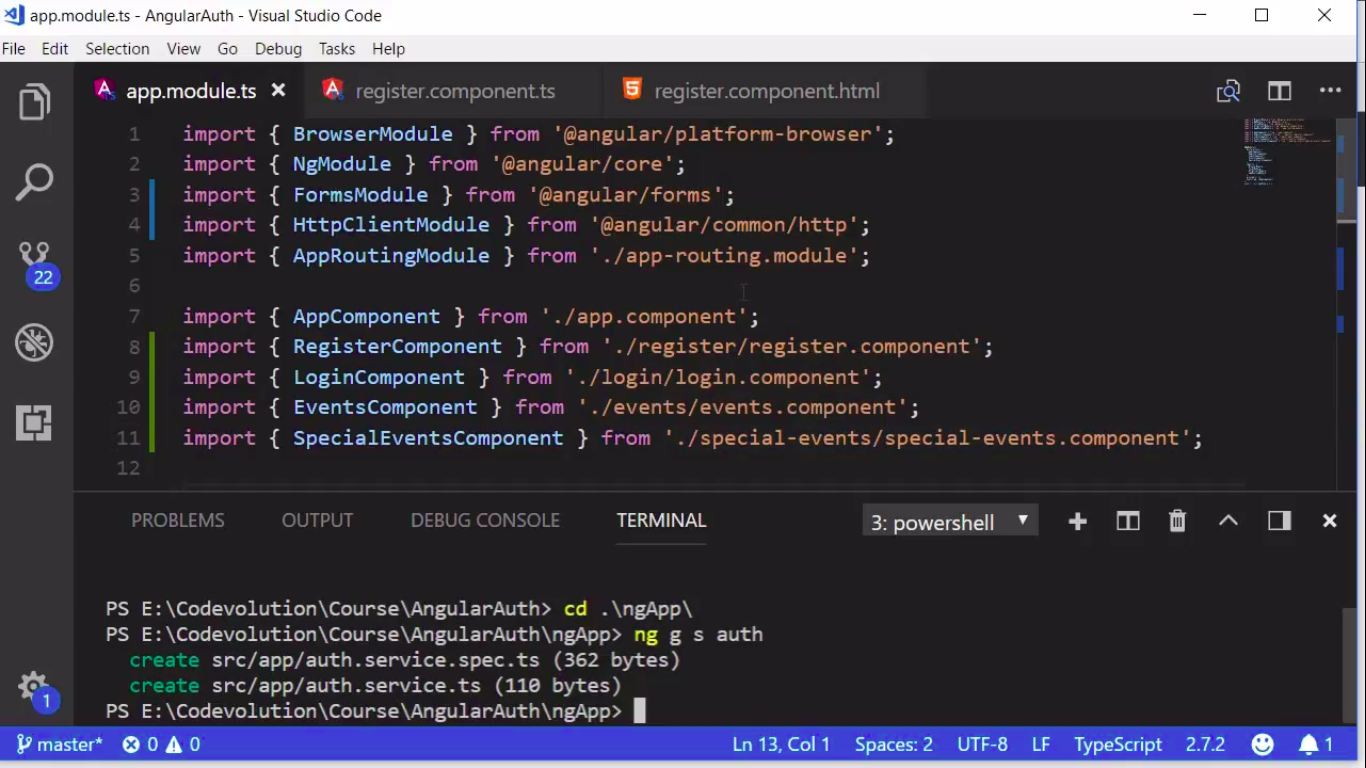 app.module.ts - AngularAuth - Visual Studio Code
File Edit Selection View Go Debug Tasks Help
app.module.ts register.component.ts register.component.html
1 import { BrowserModule } from '@angular/platform-browser';
2 import { NgModule } from '@angular/core';
3 import { FormsModule } from '@angular/forms';
4 import { HttpClientModule } from '@angular/common/http';
5 import { AppRoutingModule } from './app-routing.module';
6
7 import { AppComponent } from './app.component';
8 import { RegisterComponent } from './register/register.component';
9 import { LoginComponent } from './login/login.component';
10 import { EventsComponent } from './events/events.component';
11 import { SpecialEventsComponent } from './special-events/special-events.component';
12
22
PROBLEMS OUTPUT DEBUG CONSOLE TERMINAL 3: powershell
PS E:\Codevolution\Course\AngularAuth> cd .\ngApp\
PS E:\Codevolution\Course\AngularAuth\ngApp> ng g s auth
create src/app/auth.service.spec.ts (362 bytes)
create src/app/auth.service.ts (110 bytes)
PS E:\Codevolution\Course\AngularAuth\ngApp>
1
master* 0 0 Ln 13, Col 1 Spaces: 2 UTF-8 LF TypeScript 2.7.2 1